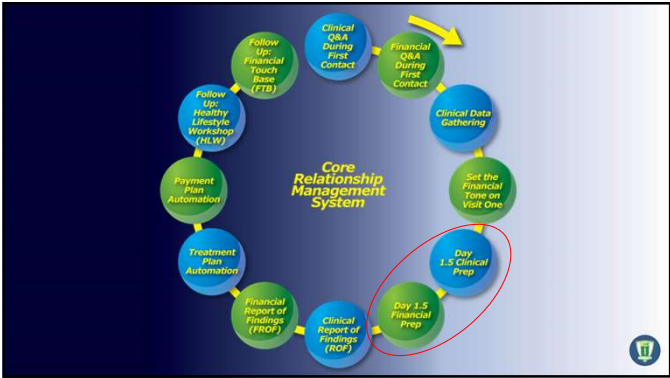 Clinical
Q&A
During
First
Contact
Financial
Q&A
During
First
Contact
Clinical Data
Gathering
Set the
Financial
Tone on
Visit One
Day
1.5 Clinical
Prep
Day 1.5
Financial
Prep
Clinical
Report of
Findings
(ROF)
Financial
Report of
Findings
(FROF)
Treatment
Plan
Automation
Payment
Plan
Automation
Follow
Up:
Healthy
Lifestyle
Workshop
(HLW)
Follow
Up:
Financial
Touch
Base
(FTB)
Core
Relationship
Management
System